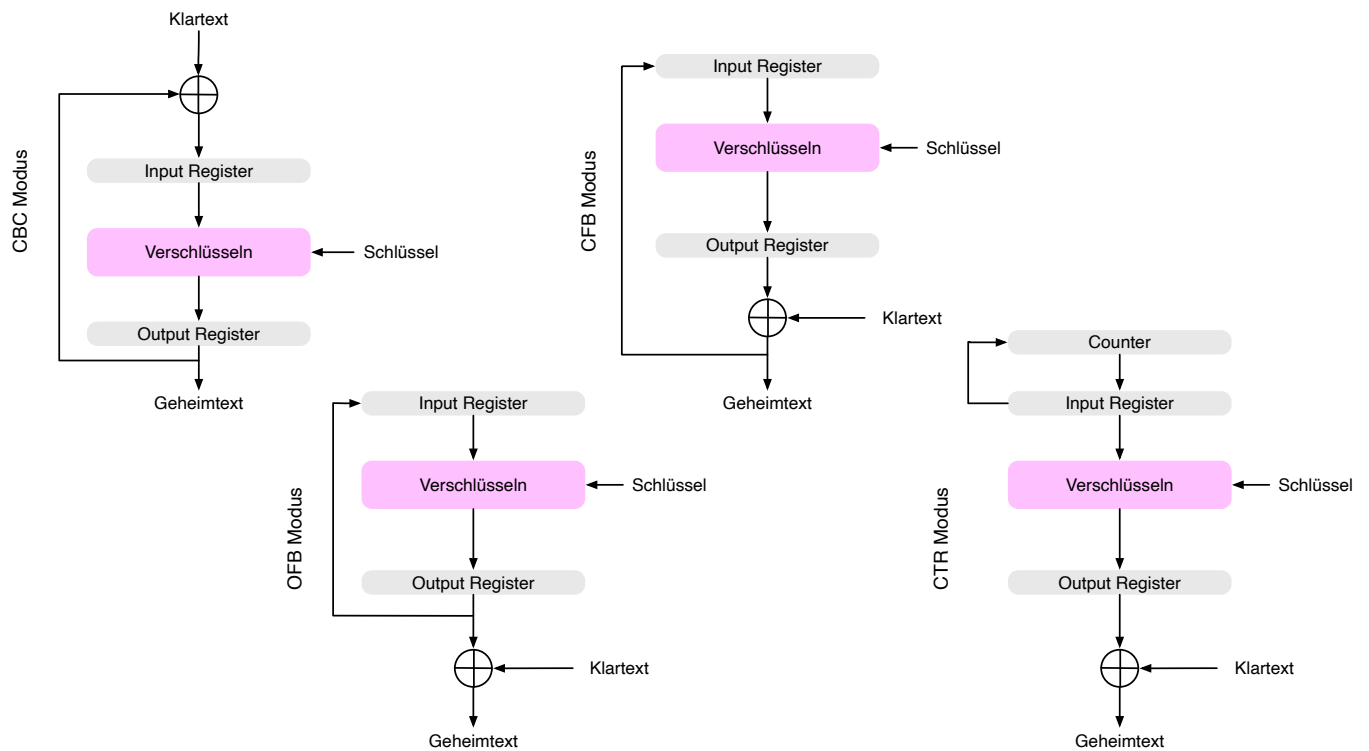 CBC Modus
Klartext
Input Register
Verschlüsseln
Schlüssel
Output Register
Geheimtext
CFB Modus
Input Register
Verschlüsseln
Schlüssel
Output Register
Klartext
Geheimtext
OFB Modus
Input Register
Verschlüsseln
Schlüssel
Output Register
Klartext
Geheimtext
CTR Modus
Counter
Input Register
Verschlüsseln
Schlüssel
Output Register
Klartext
Geheimtext